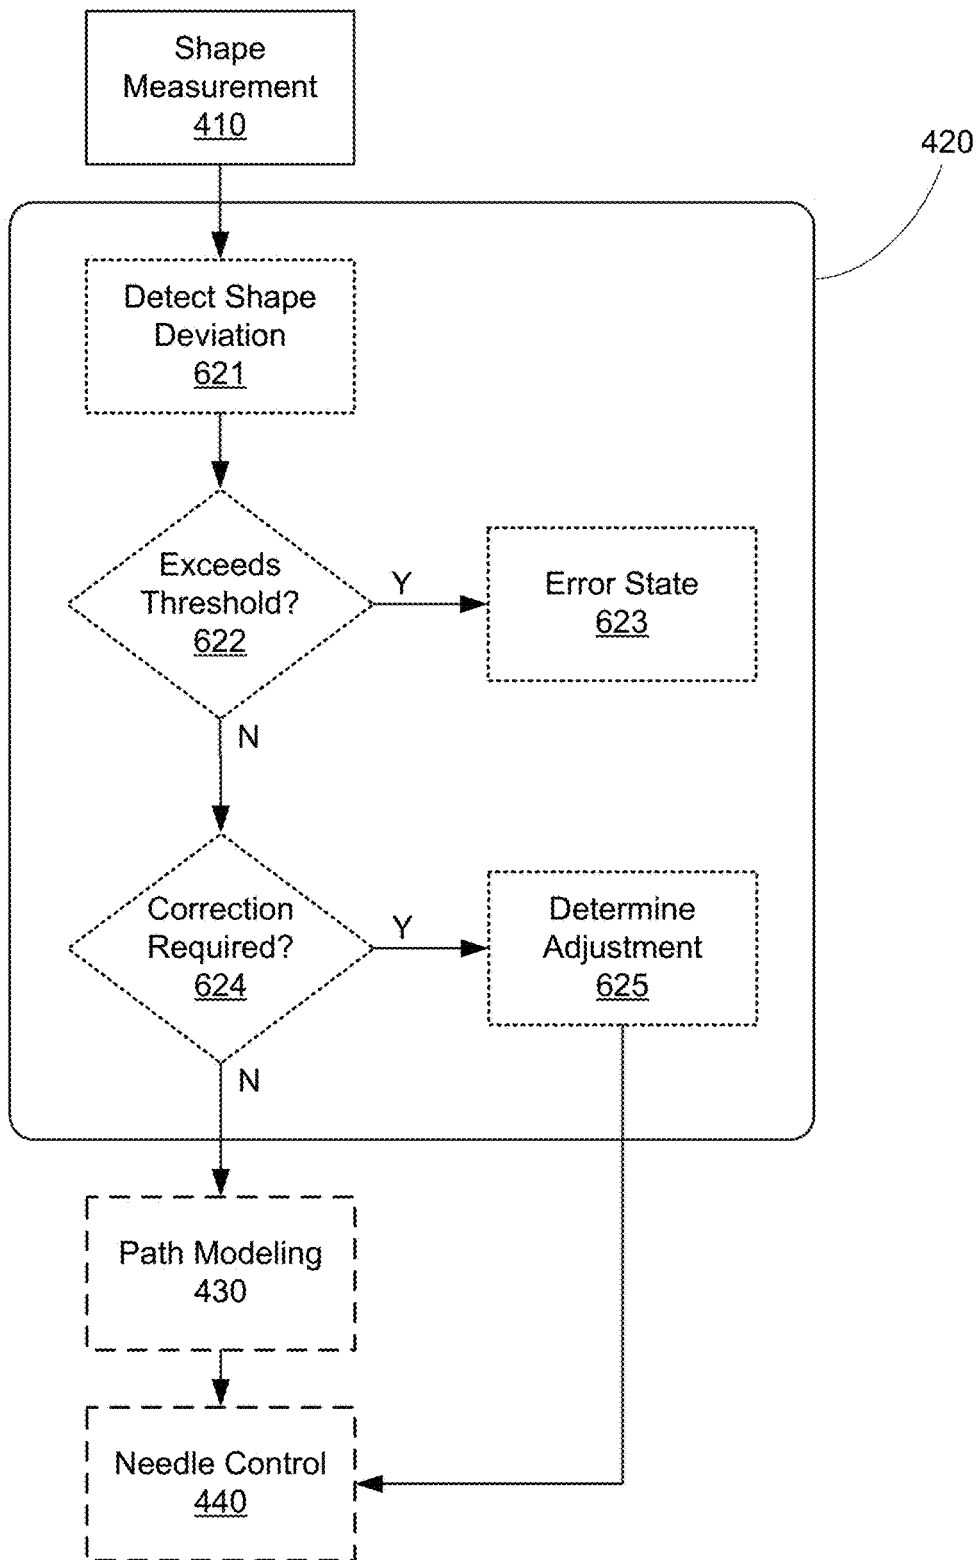 Shape
Measurement
410
420
Detect Shape
Deviation
621
Exceeds
Threshold?
622
Y
Error State
623
N
Correction
Required?
624
Y
Determine
Adjustment
625
N
Path Modeling
430
Needle Control
440